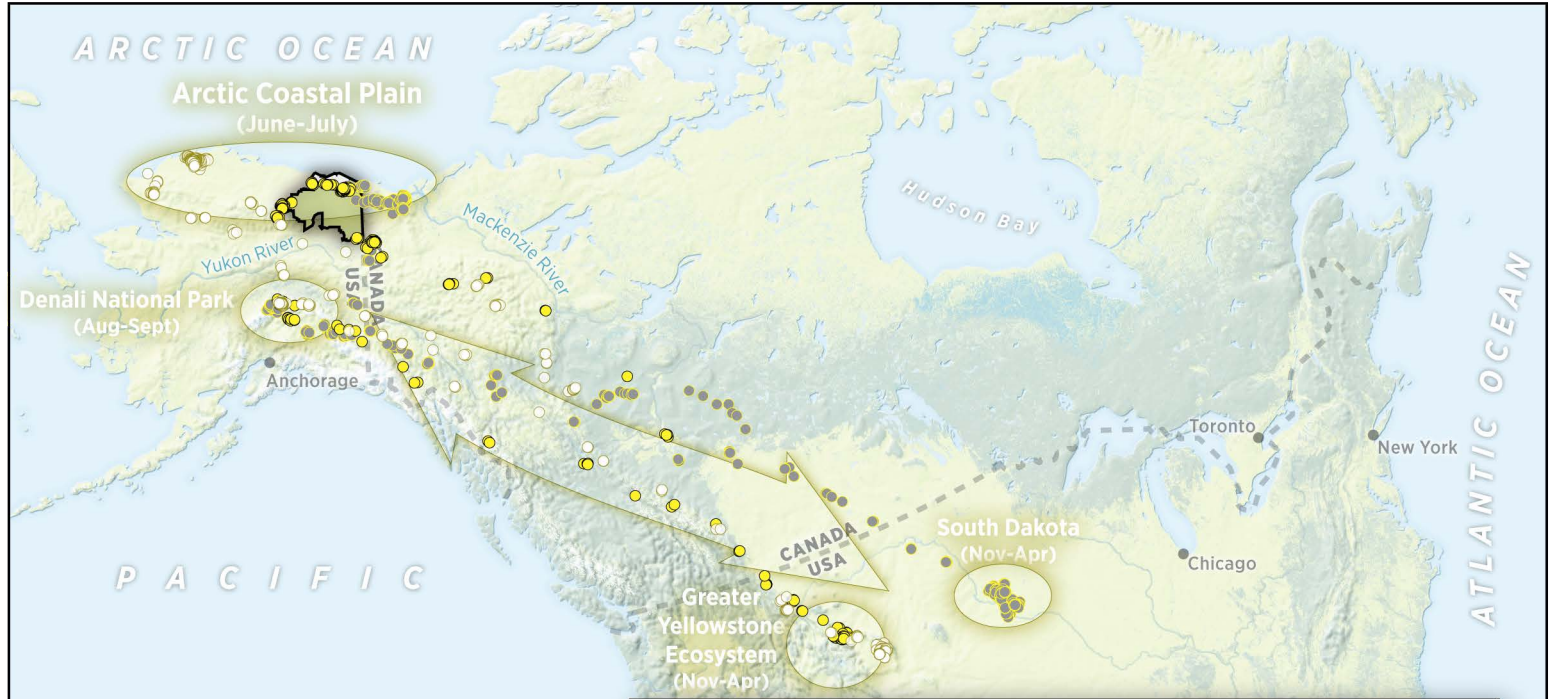 ARCTIC OCEAN
Arctic Coastal Plain
(June-July)
Hudson Bay
Mackenzie River
Yukon River
USA
CANADA
Denali National Park
(Aug-Sept)
Anchorage
ATLANTIC OCEAN
Toronto
New York
South Dakota
(Nov-Apr)
CANADA
USA
Chicago
PACIFIC
Greater
Yellowstone
Ecosystem
(Nov-Apr)